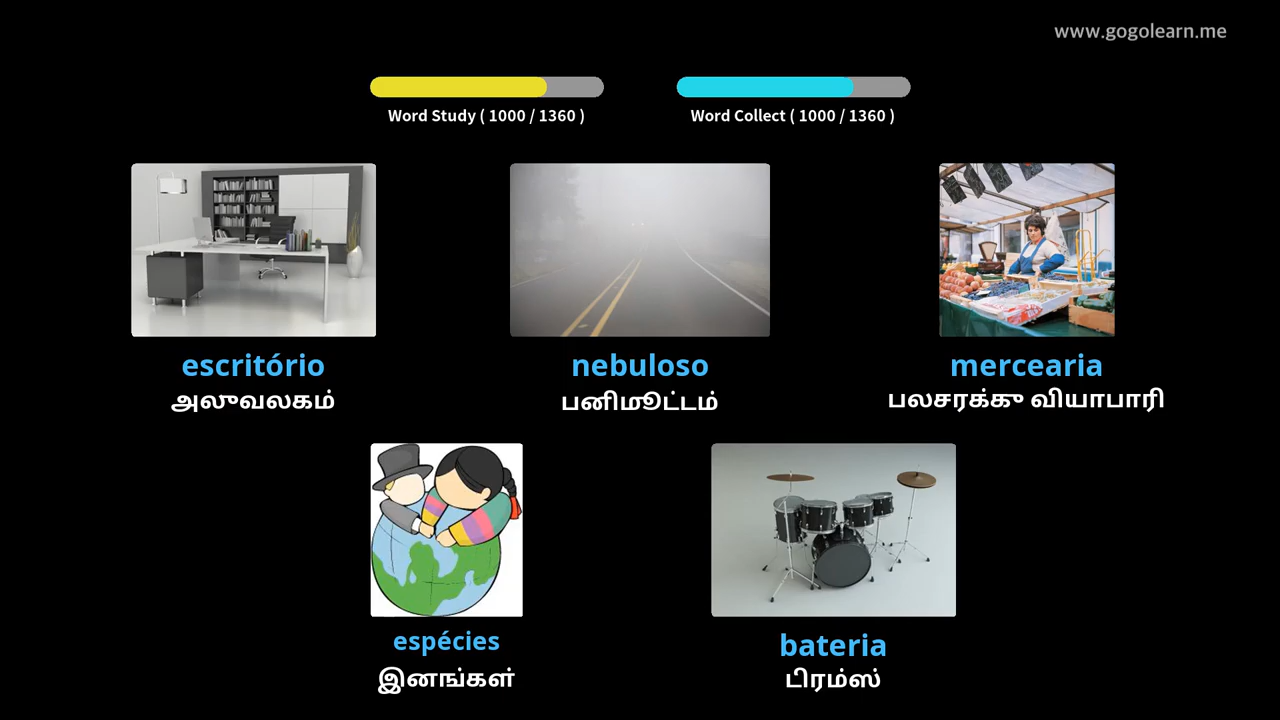 www.gogolearn.me
Word Study ( 1000 / 1360 )
Word Collect ( 1000 / 1360 )
escritório
அலுவலகம்
nebuloso
பனிமூட்டம்
mercearia
பலசரக்கு வியாபாரி
espécies
இனங்கள்
bateria
டிரம்ஸ்